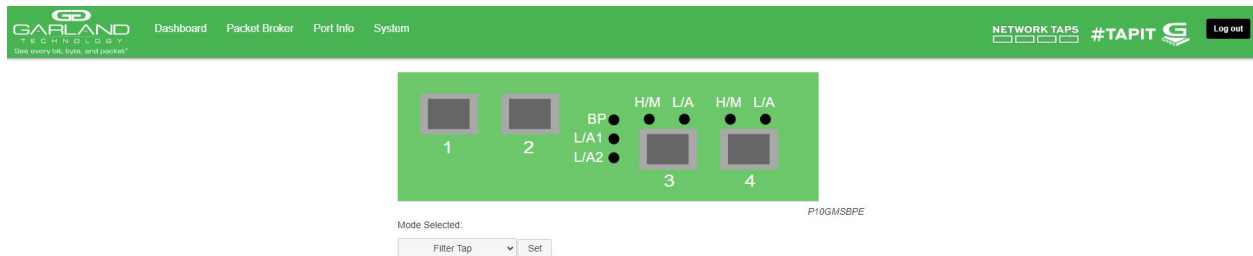 GARLAND
TECHNOLOGY
See every bit, byte, and packet®
Dashboard Packet Broker Port Info System
NETWORK TAPS
#TAPIT
Log out
H/M L/A H/M L/A
BP
L/A1
L/A2
1 2
3 4
P10GMSBPE
Mode Selected:
Filter Tap Set